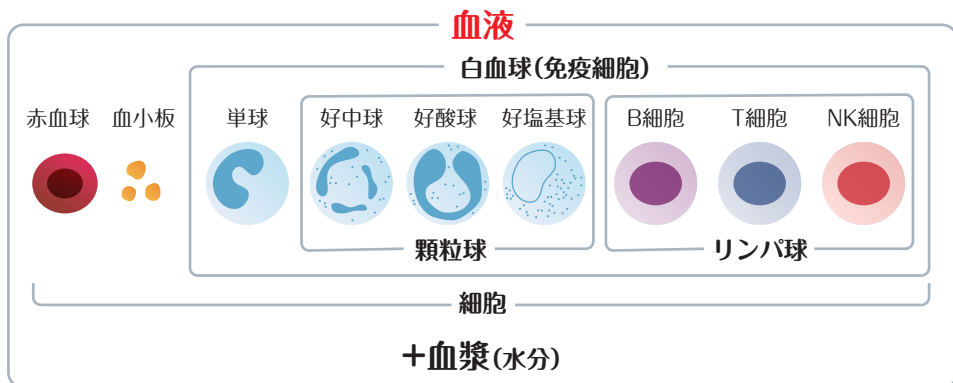 血液
白血球(免疫細胞)
赤血球 血小板 単球 好中球 好酸球 好塩基球 B細胞 T細胞 NK細胞
顆粒球 リンパ球
細胞
+血漿(水分)